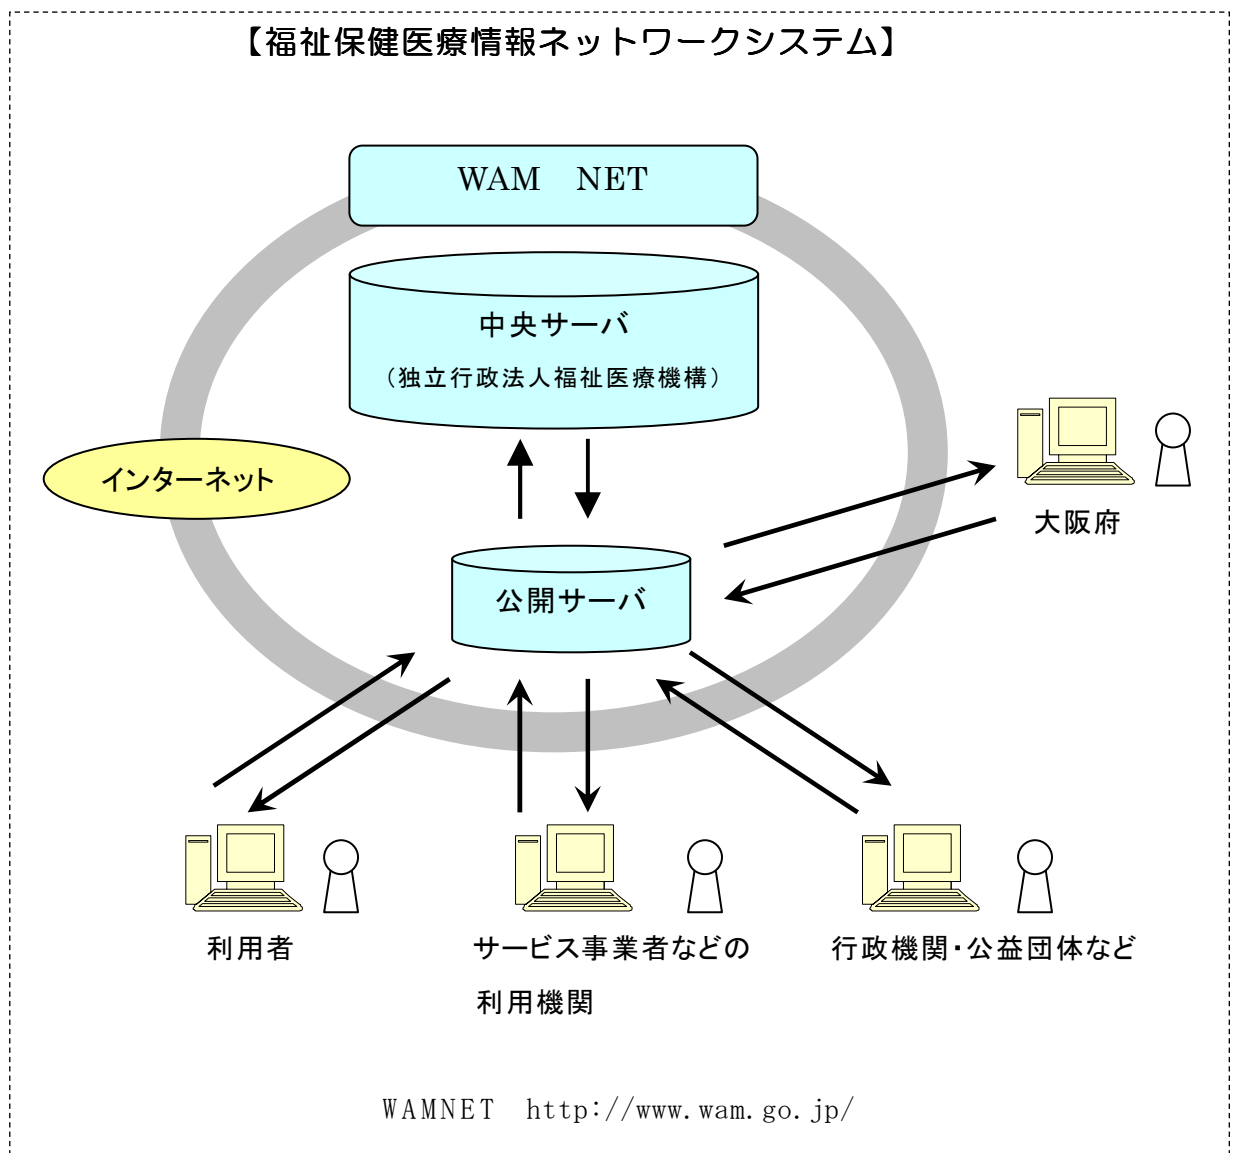 【福祉保健医療情報ネットワークシステム】
WAM　NET
中央サーバ
（独立行政法人福祉医療機構）
インターネット
大阪府
公開サーバ
利用者
サービス事業者などの
利用機関
行政機関・公益団体など
WAMNET　http://www.wam.go.jp/